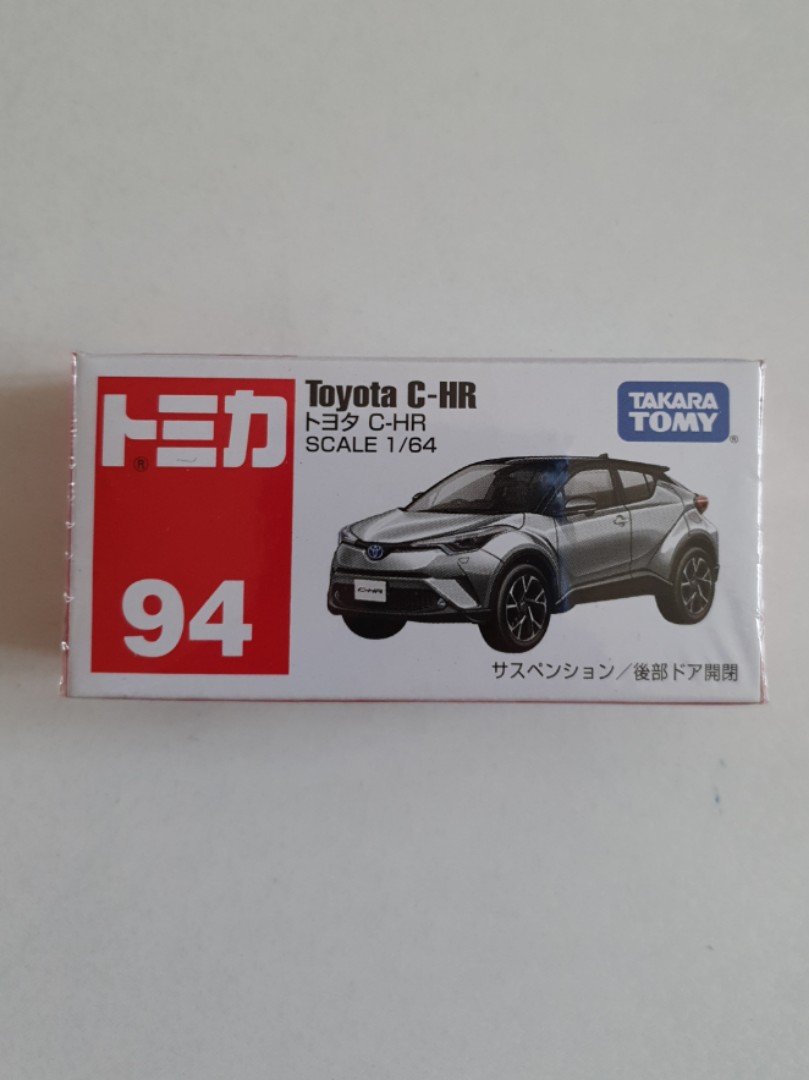 トミカ
®
94
Toyota C-HR
トヨタ C-HR
SCALE 1/64
TAKARA
TOMY®
C-HR
サスペンション/後部ドア開閉